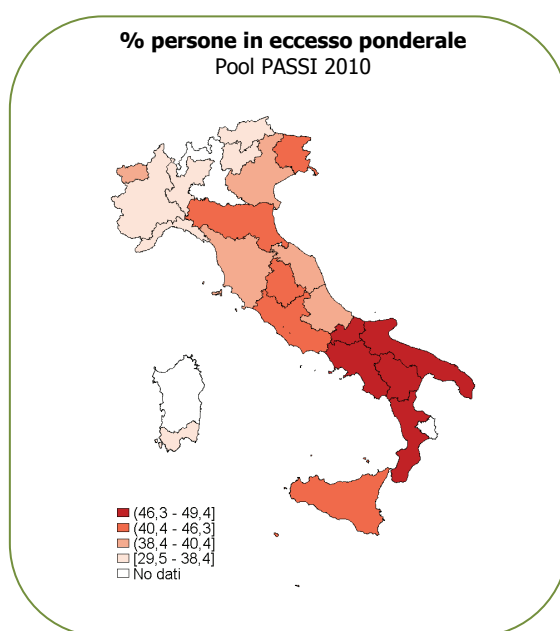 % persone in eccesso ponderale
Pool PASSI 2010
(46,3 - 49,4]
(40,4 - 46,3]
(38,4 - 40,4]
[29,5 - 38,4]
No dati